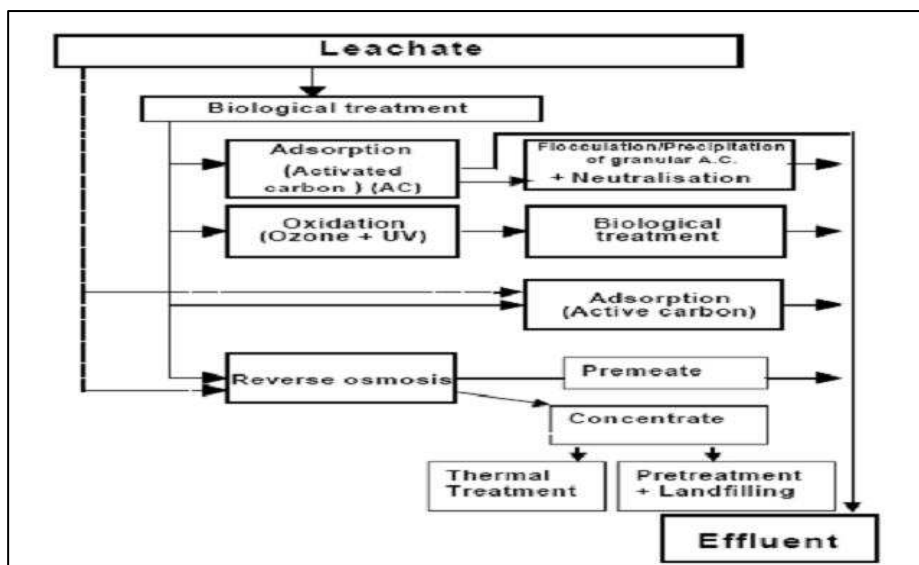 Leachate
Biological treatment
Adsorption
(Activated
carbon ) (AC)
Flocculation/Precipitation
of granular A.C.
+ Neutralisation
Oxidation
(Ozone + UV)
Biological
treatment
Adsorption
(Active carbon)
Reverse osmosis
Premeate
Concentrate
Thermal
Treatment
Pretreatment
+ Landfilling
Effluent